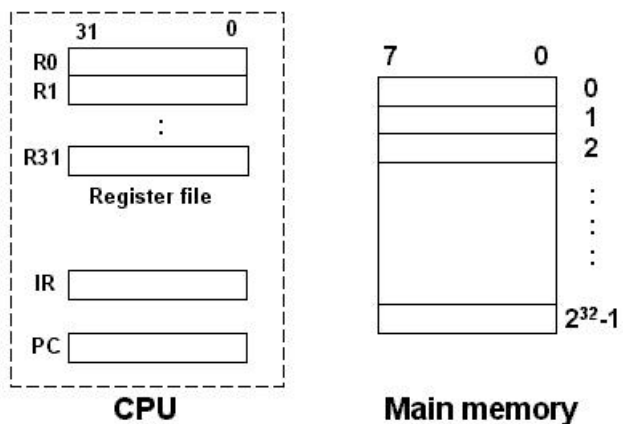 31 0
R0
R1
:
R31
Register file
IR
PC
CPU
7 0
0
1
2
:
:
:
2³²-1
Main memory